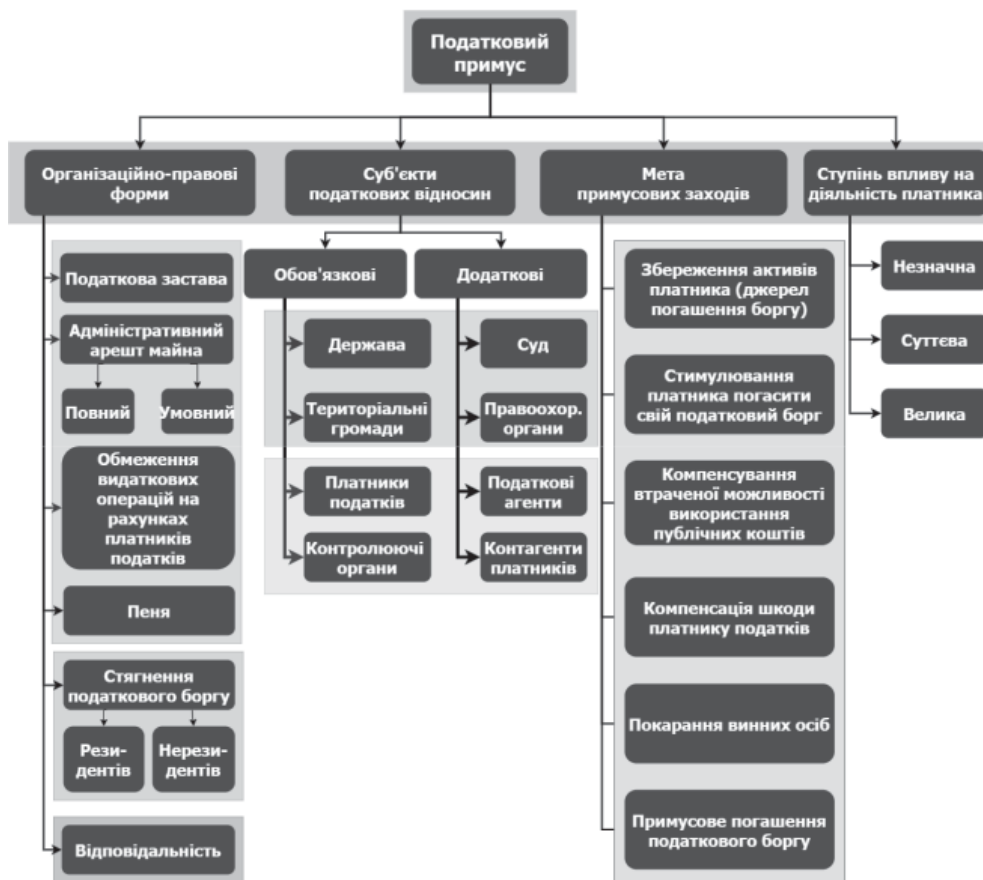 Податковий
примус
Організаційно-правові
форми
Суб'єкти
податкових відносин
Мета
примусових заходів
Ступінь впливу на
діяльність платника
Податкова застава
Адміністративний
арешт майна
Повний
Умовний
Обмеження
видаткових
операцій на
рахунках
платників
податків
Пеня
Стягнення
податкового боргу
Рези-
дентів
Нерези-
дентів
Відповідальність
Обов'язкові
Додаткові
Держава
Територіальні
громади
Платники
податків
Контролюючі
органи
Суд
Правоохор.
органи
Податкові
агенти
Контагенти
платників
Збереження активів
платника (джерел
погашення боргу)
Стимулювання
платника погасити
свій податковий борг
Компенсування
втраченої можливості
використання
публічних коштів
Компенсація шкоди
платнику податків
Покарання винних осіб
Примусове погашення
податкового боргу
Незначна
Суттєва
Велика